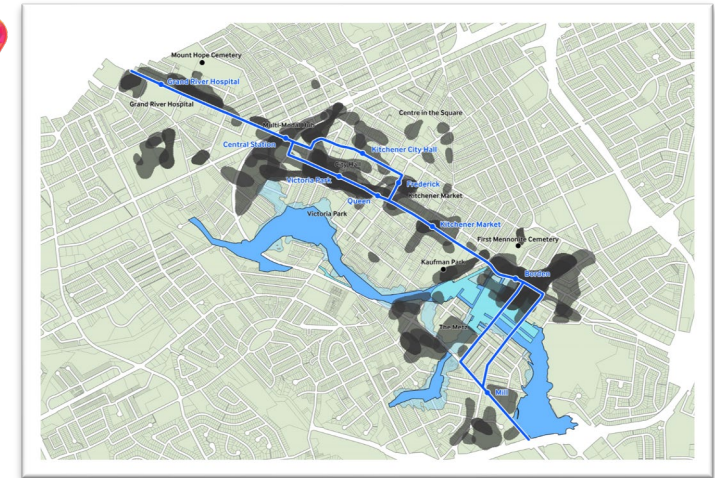 Mount Hope Cemetery
Grand River Hospital
Grand River Hospital
Centre in the Square
Central Station
Kitchener City Hall
Victoria Park
Frederick
Queen
Kitchener Market
Victoria Park
Kitchener Market
First Mennonite Cemetery
Kaufman Park
Borden
The Metz
Mill